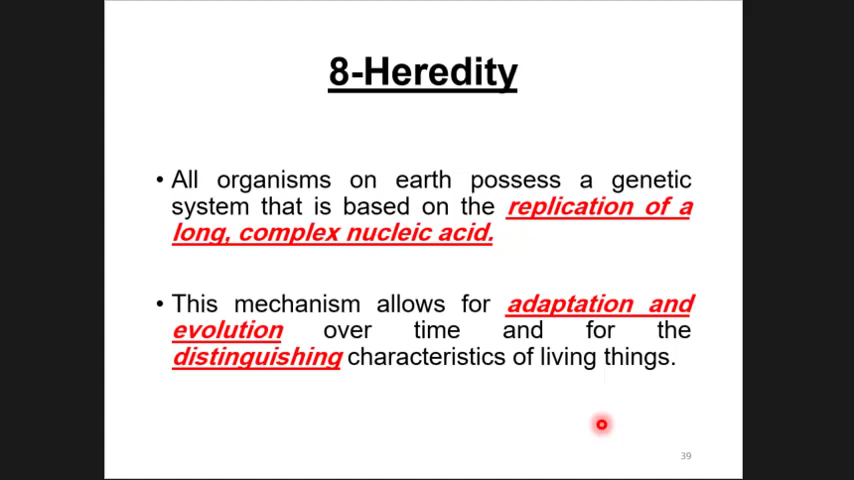 8-Heredity
• All organisms on earth possess a genetic
system that is based on the replication of a
long, complex nucleic acid.
• This mechanism allows for adaptation and
evolution over time and for the
distinguishing characteristics of living things.
39